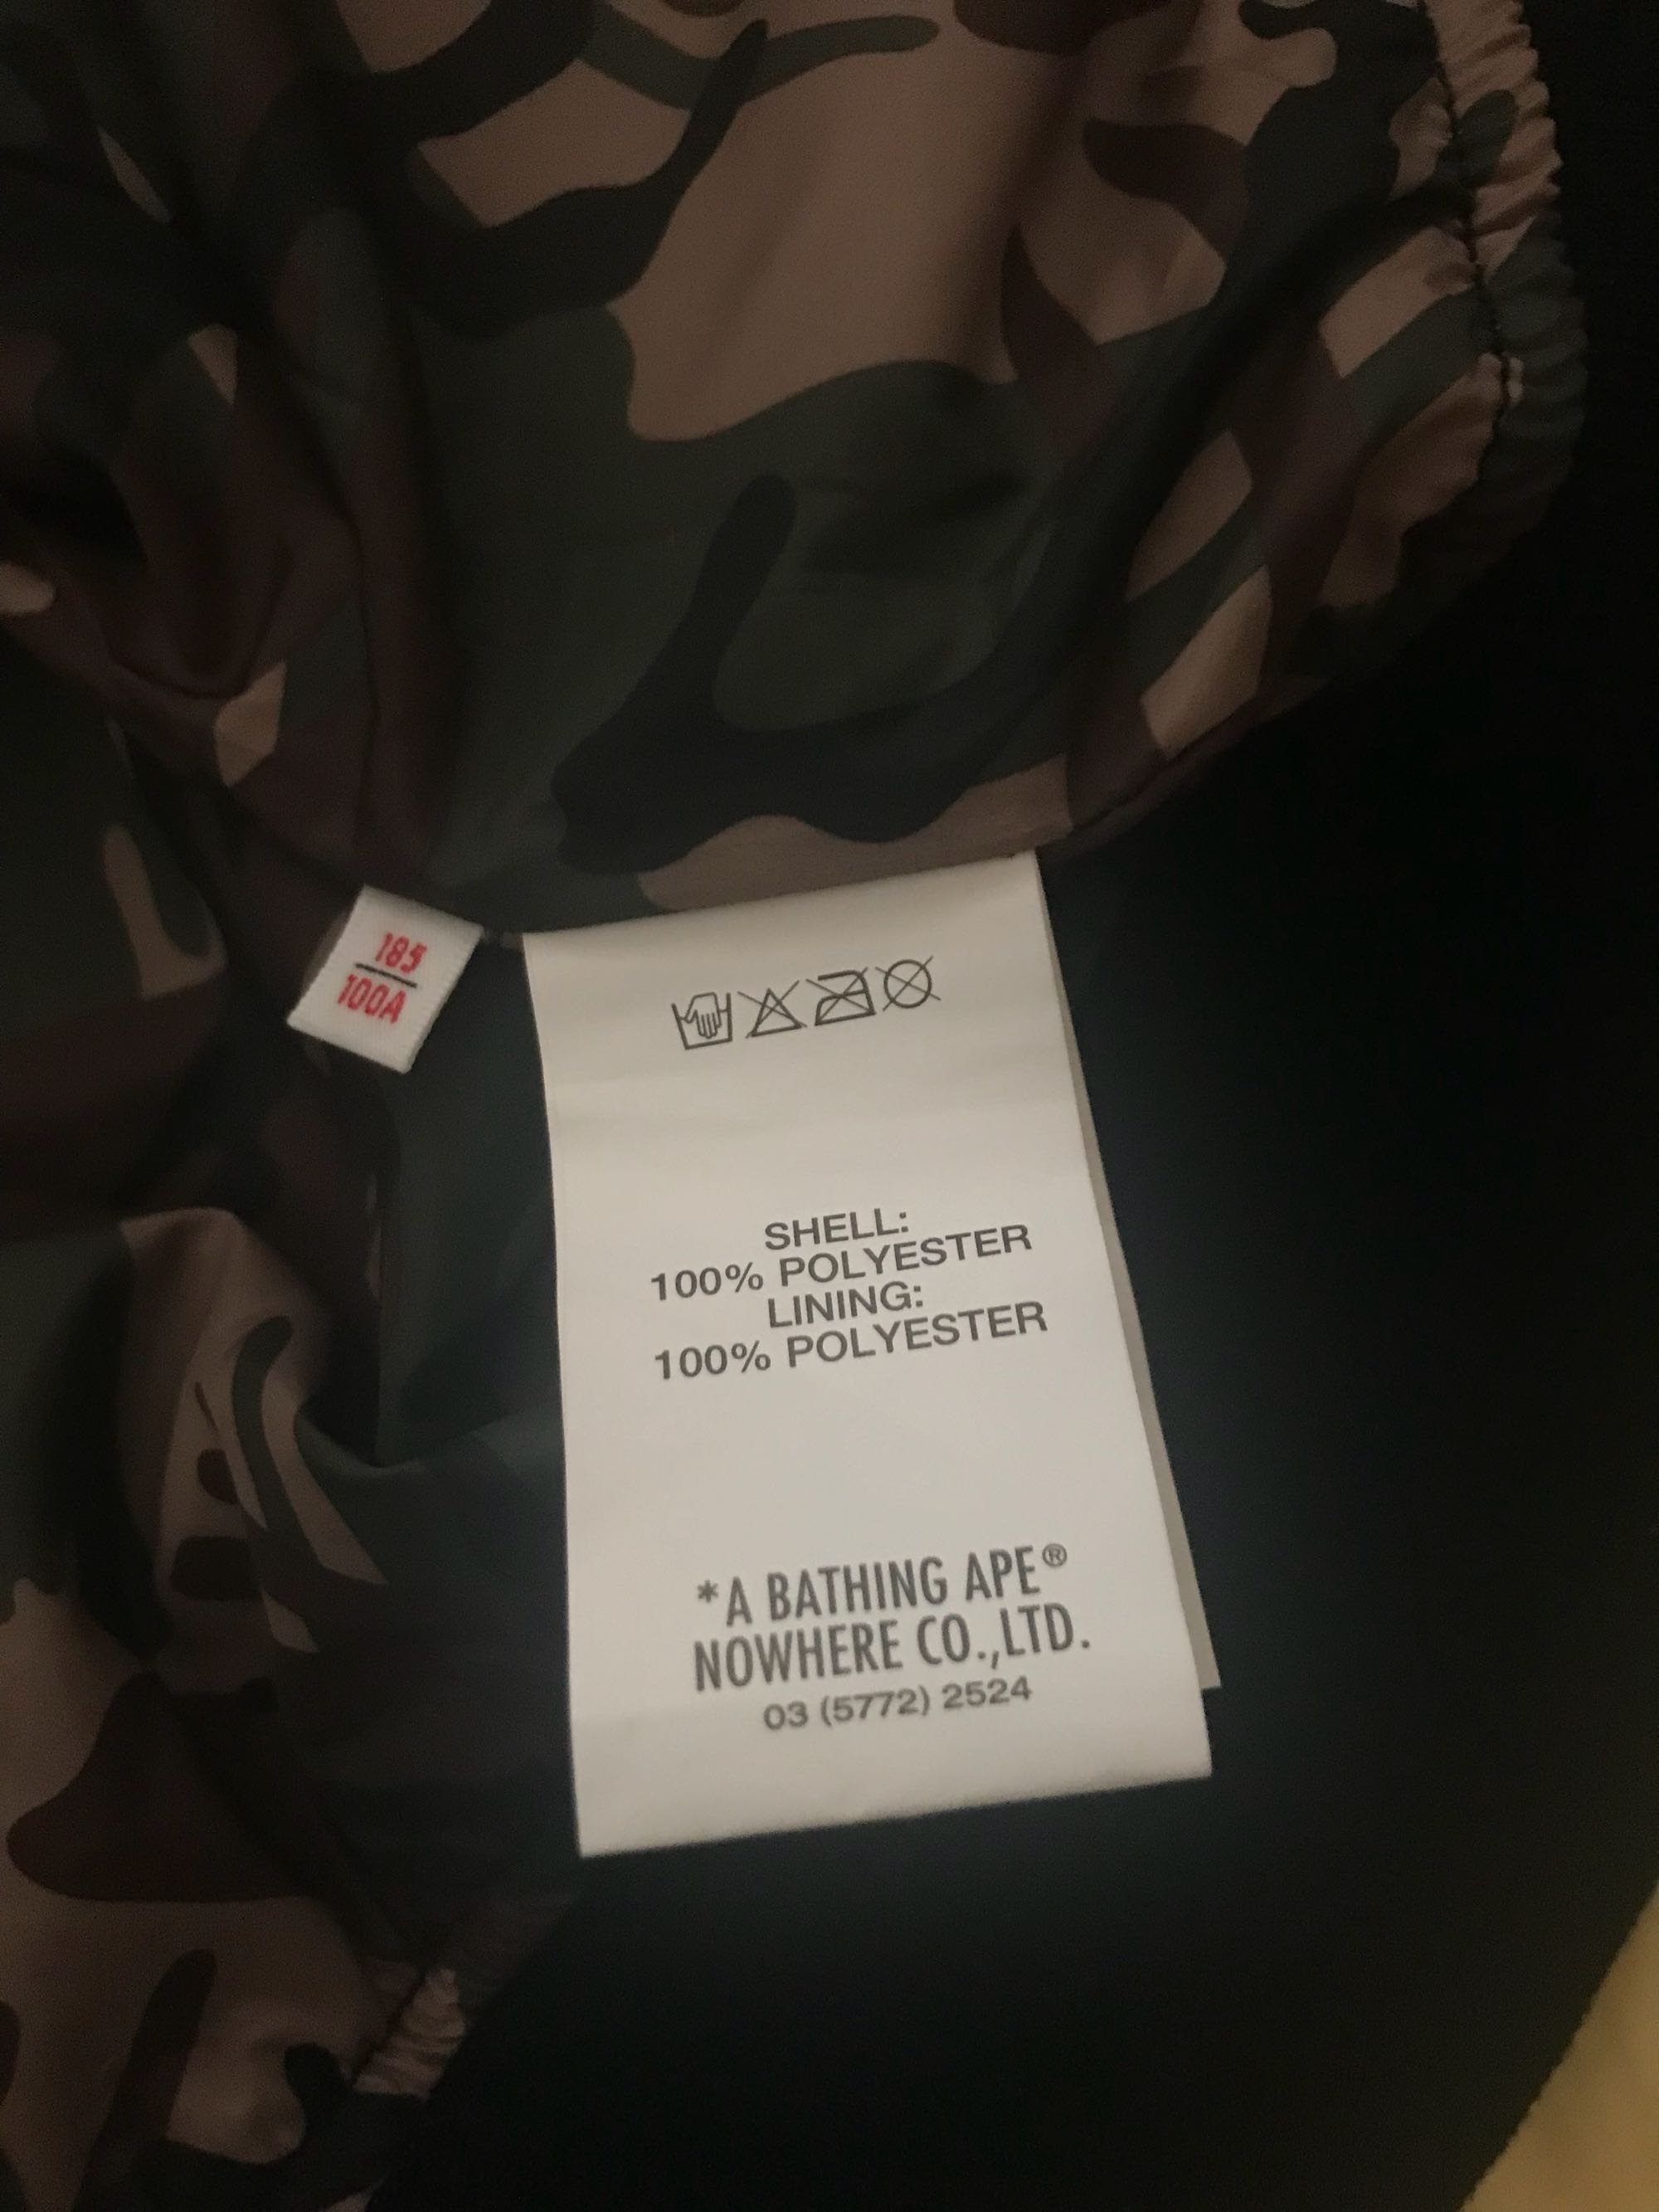 185
100A
SHELL:
100% POLYESTER
LINING:
100% POLYESTER
*A BATHING APE®
NOWHERE CO.,LTD.
03 (5772) 2524